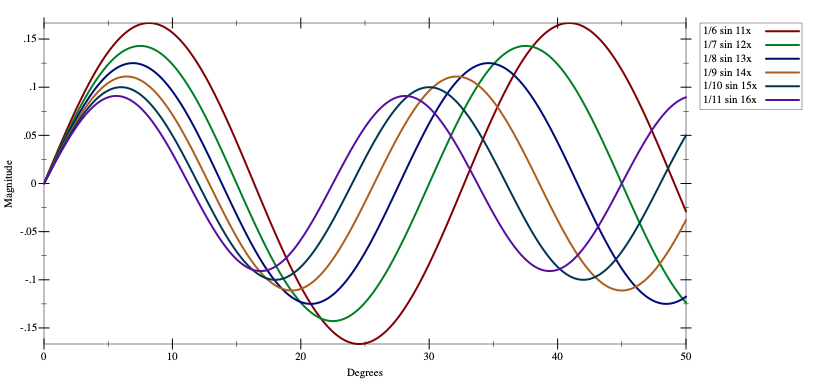 .15
.1
.05
0
-.05
-.1
-.15
Magnitude
0 10 20 30 40 50
Degrees
1/6 sin 11x
1/7 sin 12x
1/8 sin 13x
1/9 sin 14x
1/10 sin 15x
1/11 sin 16x